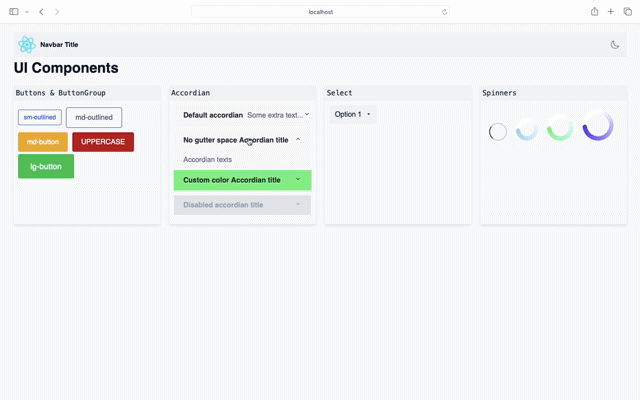 localhost
Navbar Title
UI Components
Buttons & ButtonGroup
sm-outlined
md-outlined
md-button
UPPERCASE
lg-button
Accordian
Default accordian Some extra text...
No gutter space Accordian title
Accordian texts
Custom color Accordian title
Disabled accordian title
Select
Option 1
Spinners